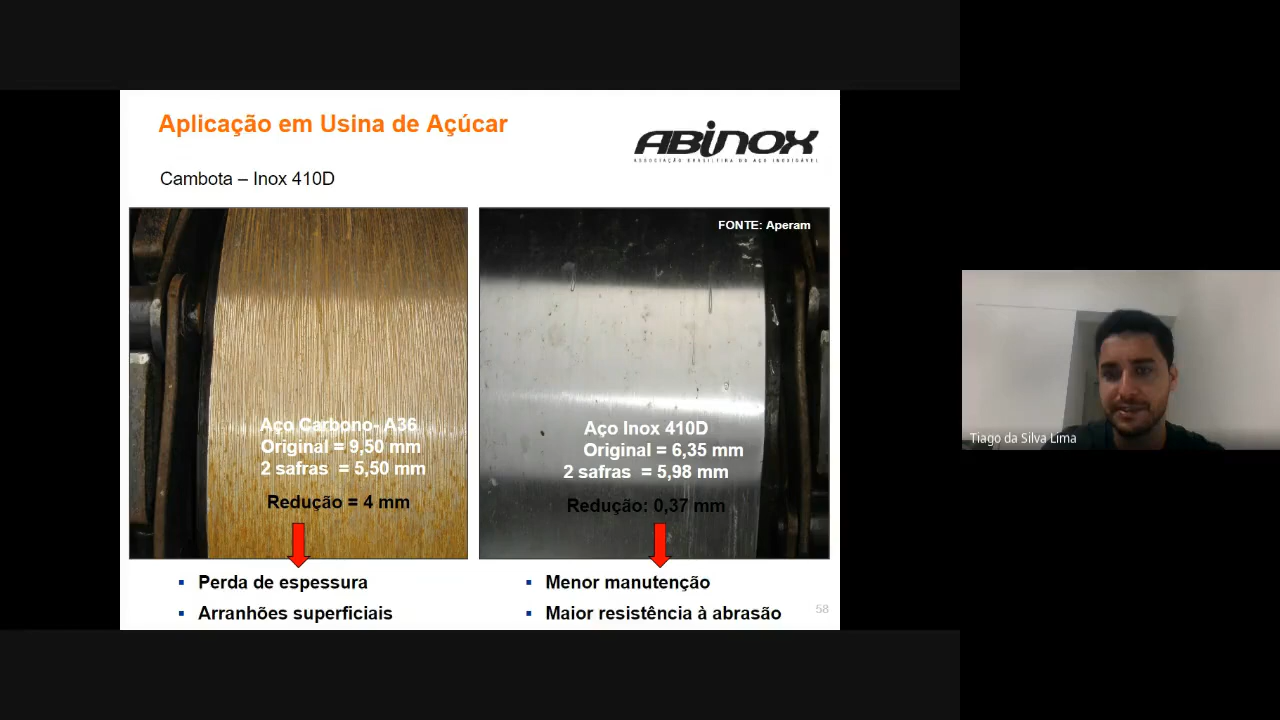 Aplicação em Usina de Açúcar
ABINOX
ASSOCIAÇÃO BRASILEIRA DO AÇO INOXIDÁVEL
Cambota – Inox 410D
FONTE: Aperam
Aço Carbono- A36
Original = 9,50 mm
2 safras = 5,50 mm
Redução = 4 mm
Aço Inox 410D
Original = 6,35 mm
2 safras = 5,98 mm
Redução: 0,37 mm
▪ Perda de espessura
▪ Arranhões superficiais
▪ Menor manutenção
▪ Maior resistência à abrasão
58
Tiago da Silva Lima